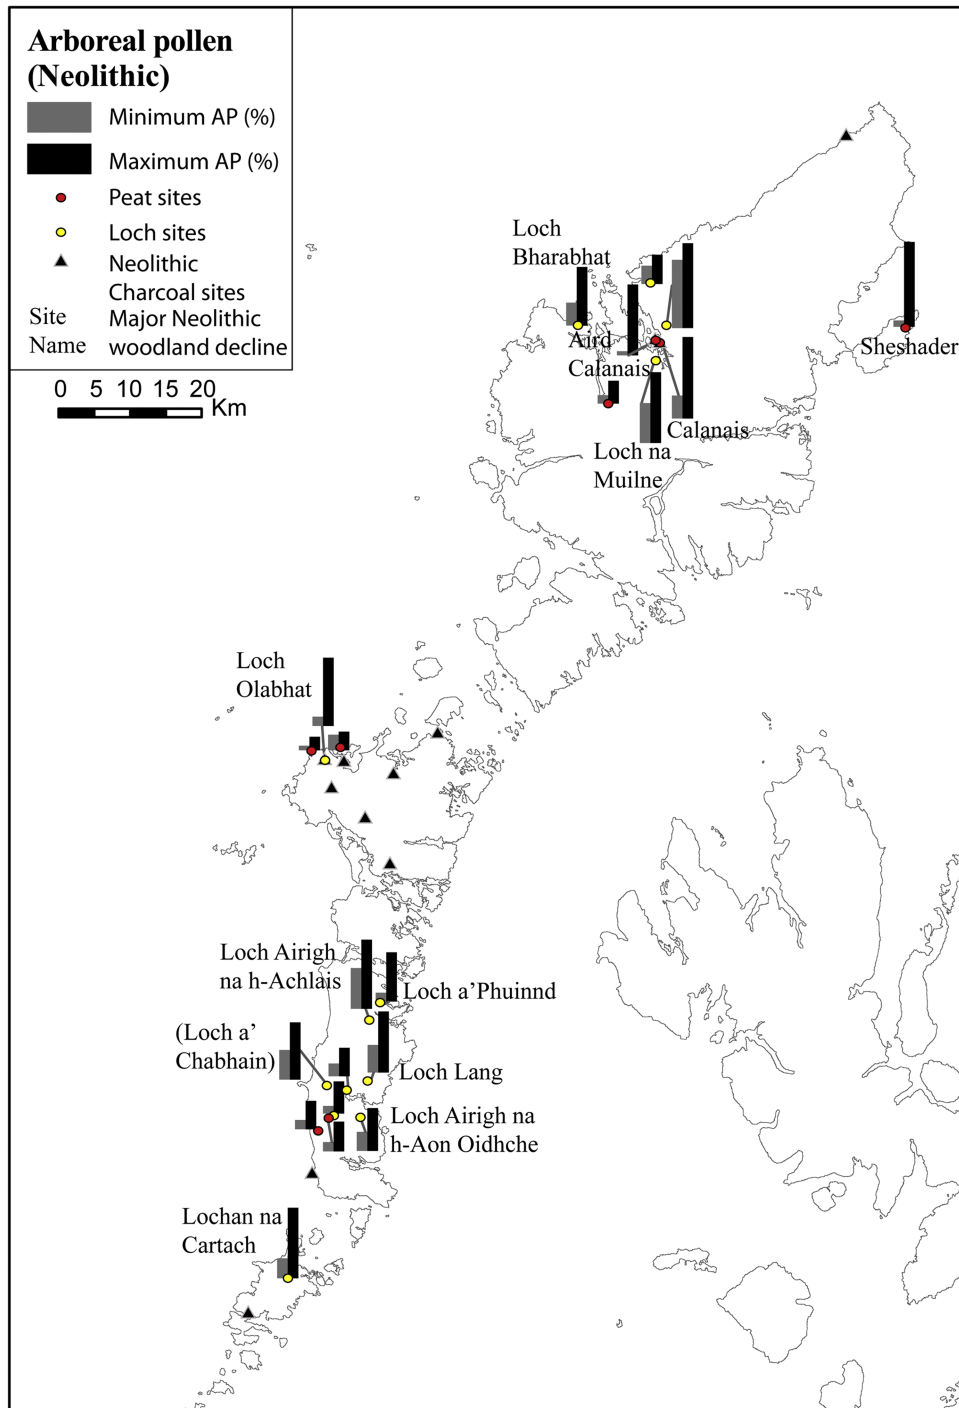 Arboreal pollen
(Neolithic)
Minimum AP (%)
Maximum AP (%)
Peat sites
Loch sites
Neolithic
Charcoal sites
Site
Name
Major Neolithic
woodland decline
0 5 10 15 20
Km
Loch
Bharabhat
Aird
Calanais
Sheshader
Calanais
Loch na
Muilne
Loch
Olabhat
Loch Airigh
na h-Achlais
Loch a'Phuinnd
(Loch a'
Chabhain)
Loch Lang
Loch Airigh na
h-Aon Oidhche
Lochan na
Cartach